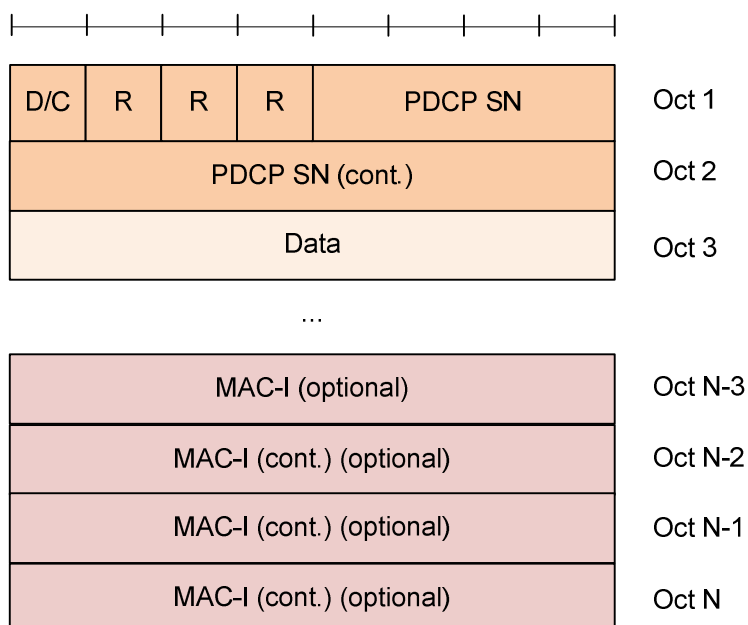 D/C R R R PDCP SN Oct 1
PDCP SN (cont.) Oct 2
Data Oct 3
...
MAC-I (optional) Oct N-3
MAC-I (cont.) (optional) Oct N-2
MAC-I (cont.) (optional) Oct N-1
MAC-I (cont.) (optional) Oct N